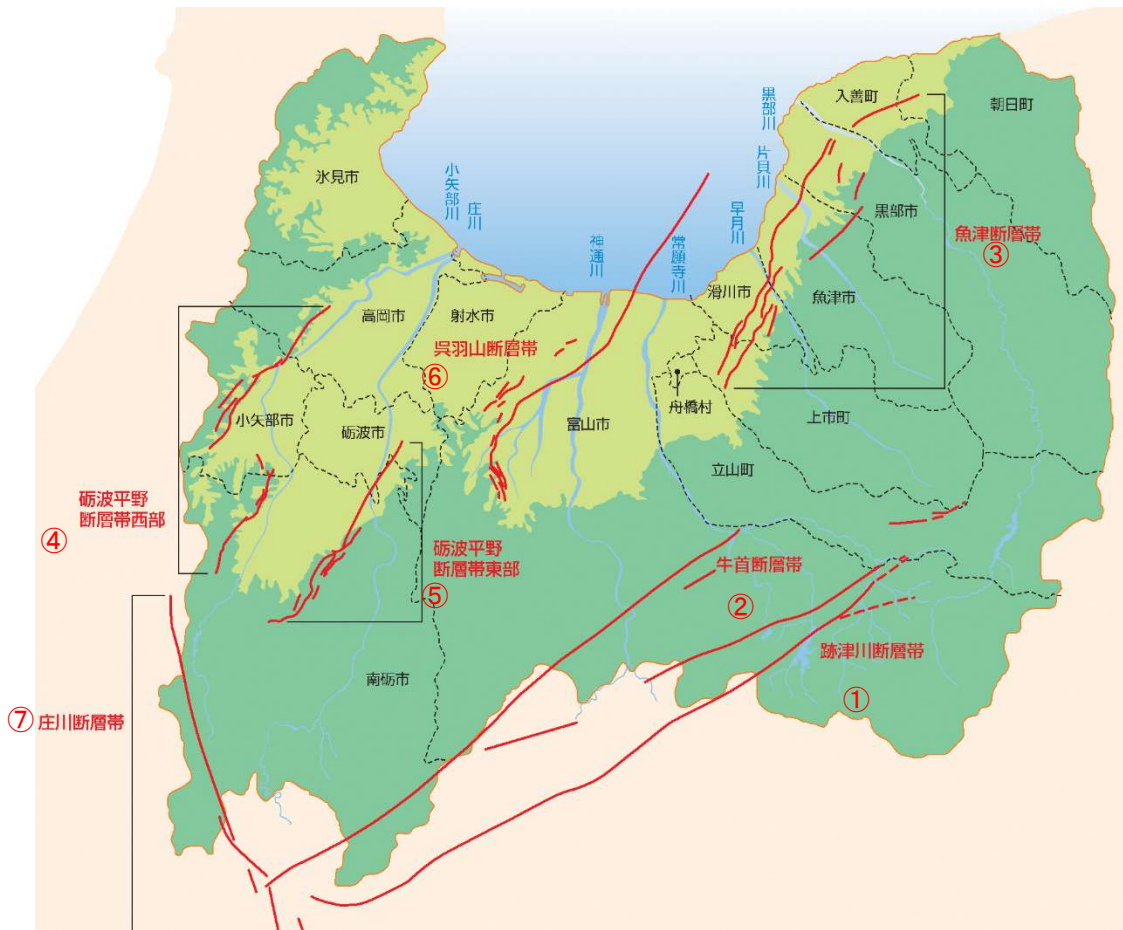 入善町
朝日町
黒部川
片貝川
氷見市
小矢部川
庄川
早月川
黒部市
神通川
常願寺川
魚津断層帯
③
滑川市
魚津市
高岡市
射水市
呉羽山断層帯
⑥
舟橋村
小矢部市
砺波市
富山市
上市町
立山町
砺波平野
断層帯西部
④
砺波平野
断層帯東部
⑤
牛首断層帯
②
跡津川断層帯
①
南砺市
⑦庄川断層帯